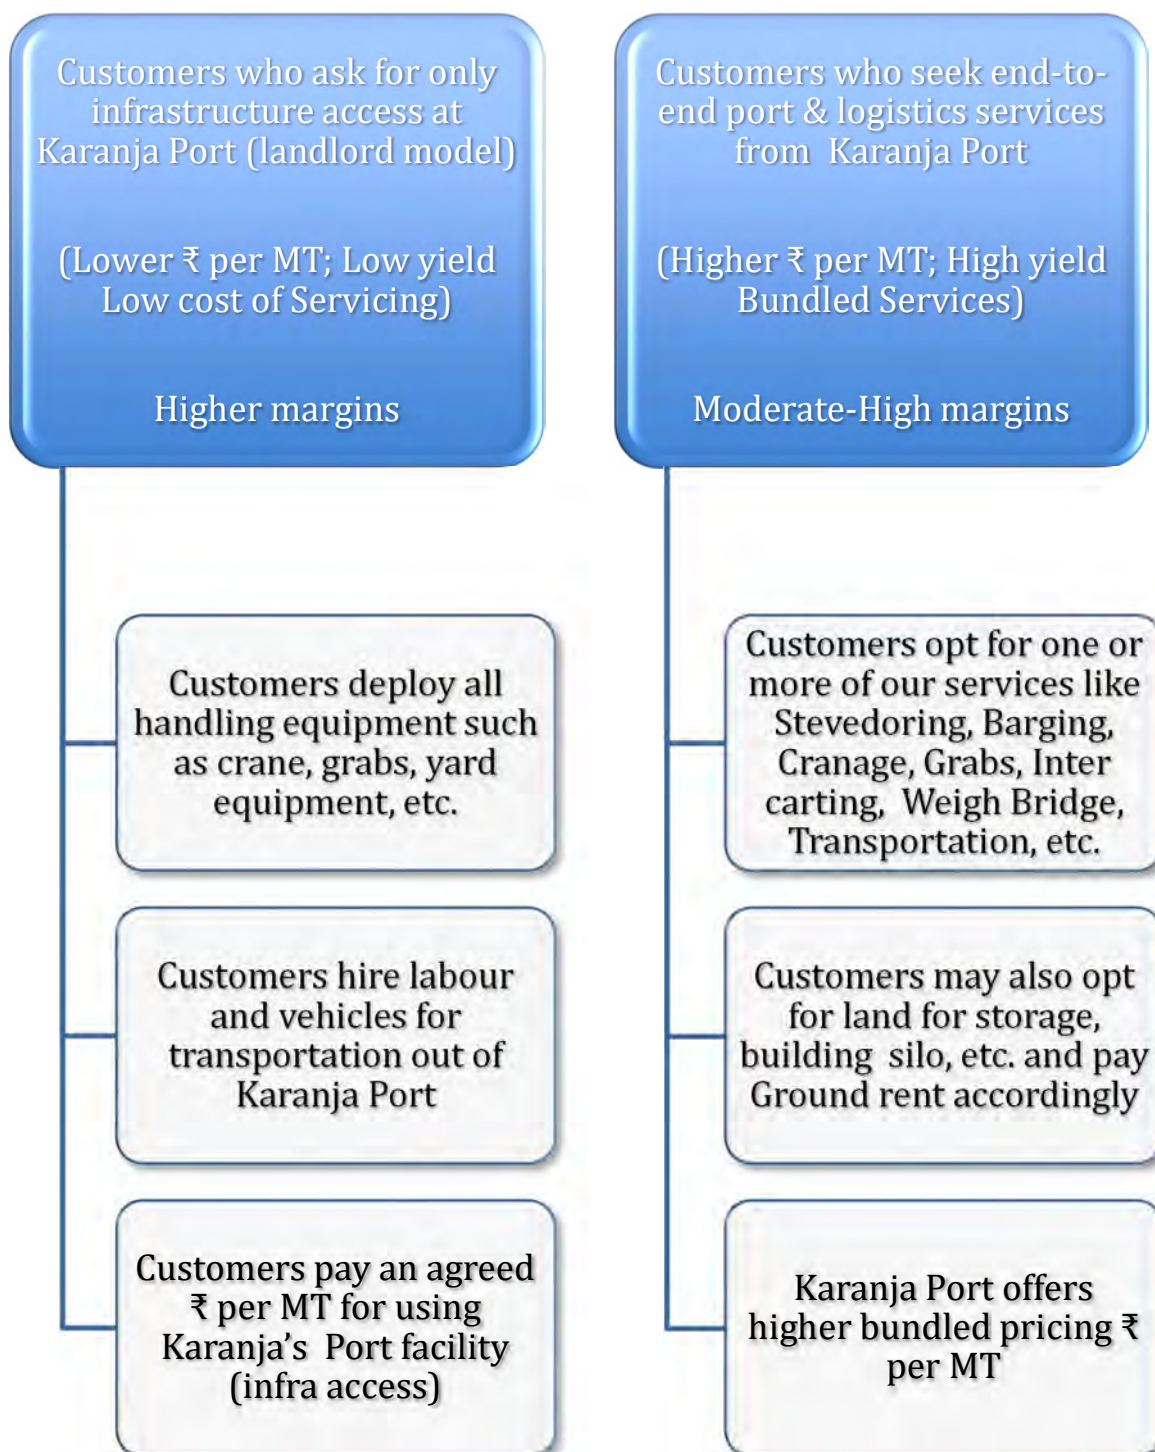 Customers who ask for only
infrastructure access at
Karanja Port (landlord model)
(Lower ₹ per MT; Low yield
Low cost of Servicing)
Higher margins
Customers deploy all
handling equipment such
as crane, grabs, yard
equipment, etc.
Customers hire labour
and vehicles for
transportation out of
Karanja Port
Customers pay an agreed
₹ per MT for using
Karanja’s Port facility
(infra access)
Customers who seek end-to-
end port & logistics services
from Karanja Port
(Higher ₹ per MT; High yield
Bundled Services)
Moderate-High margins
Customers opt for one or
more of our services like
Stevedoring, Barging,
Cranage, Grabs, Inter
carting, Weigh Bridge,
Transportation, etc.
Customers may also opt
for land for storage,
building silo, etc. and pay
Ground rent accordingly
Karanja Port offers
higher bundled pricing ₹
per MT